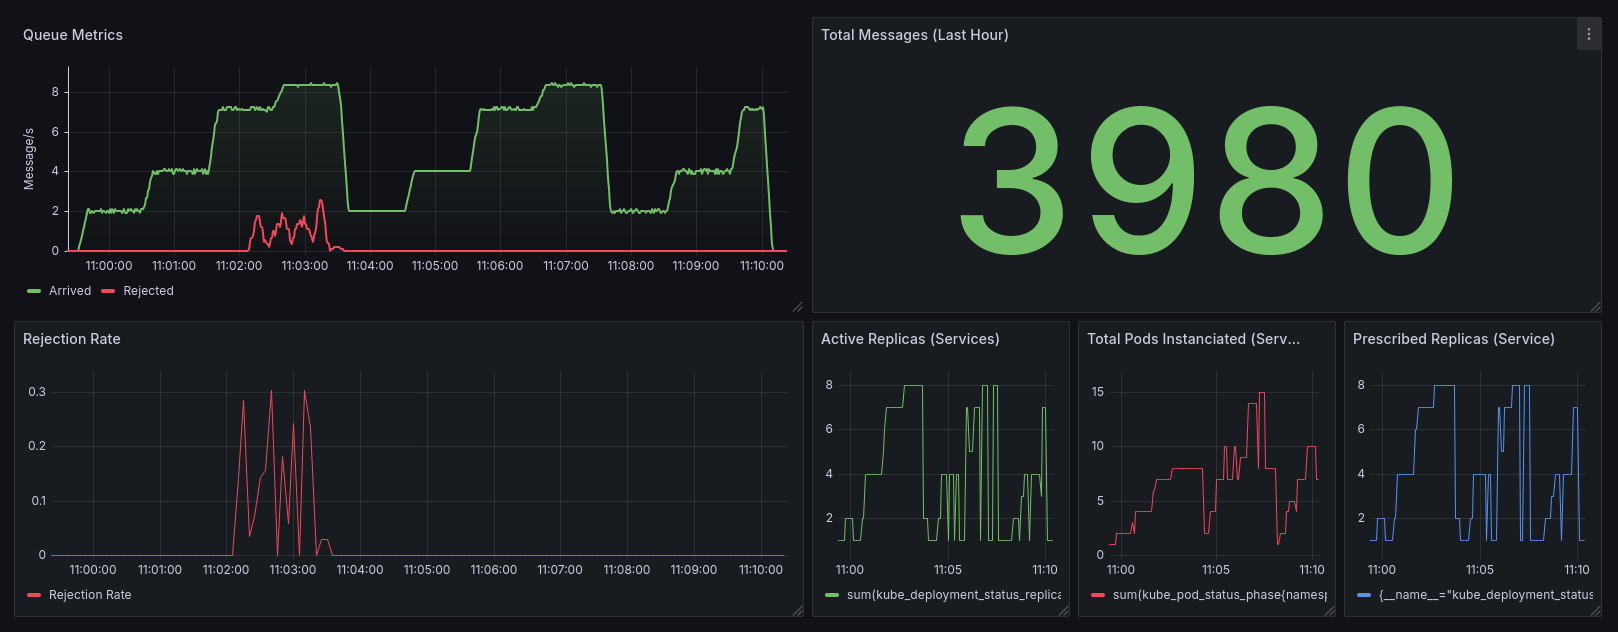 Queue Metrics
Message/s
8
6
4
2
0
11:00:00 11:01:00 11:02:00 11:03:00 11:04:00 11:05:00 11:06:00 11:07:00 11:08:00 11:09:00 11:10:00
Arrived Rejected
Total Messages (Last Hour)
3980
Rejection Rate
0.3
0.2
0.1
0
11:00:00 11:01:00 11:02:00 11:03:00 11:04:00 11:05:00 11:06:00 11:07:00 11:08:00 11:09:00 11:10:00
Rejection Rate
Active Replicas (Services)
8
6
4
2
11:00 11:05 11:10
sum(kube_deployment_status_replica
Total Pods Instanciated (Serv...
15
10
5
0
11:00 11:05 11:10
sum(kube_pod_status_phase{namesp
Prescribed Replicas (Service)
8
6
4
2
11:00 11:05 11:10
{__name__="kube_deployment_status